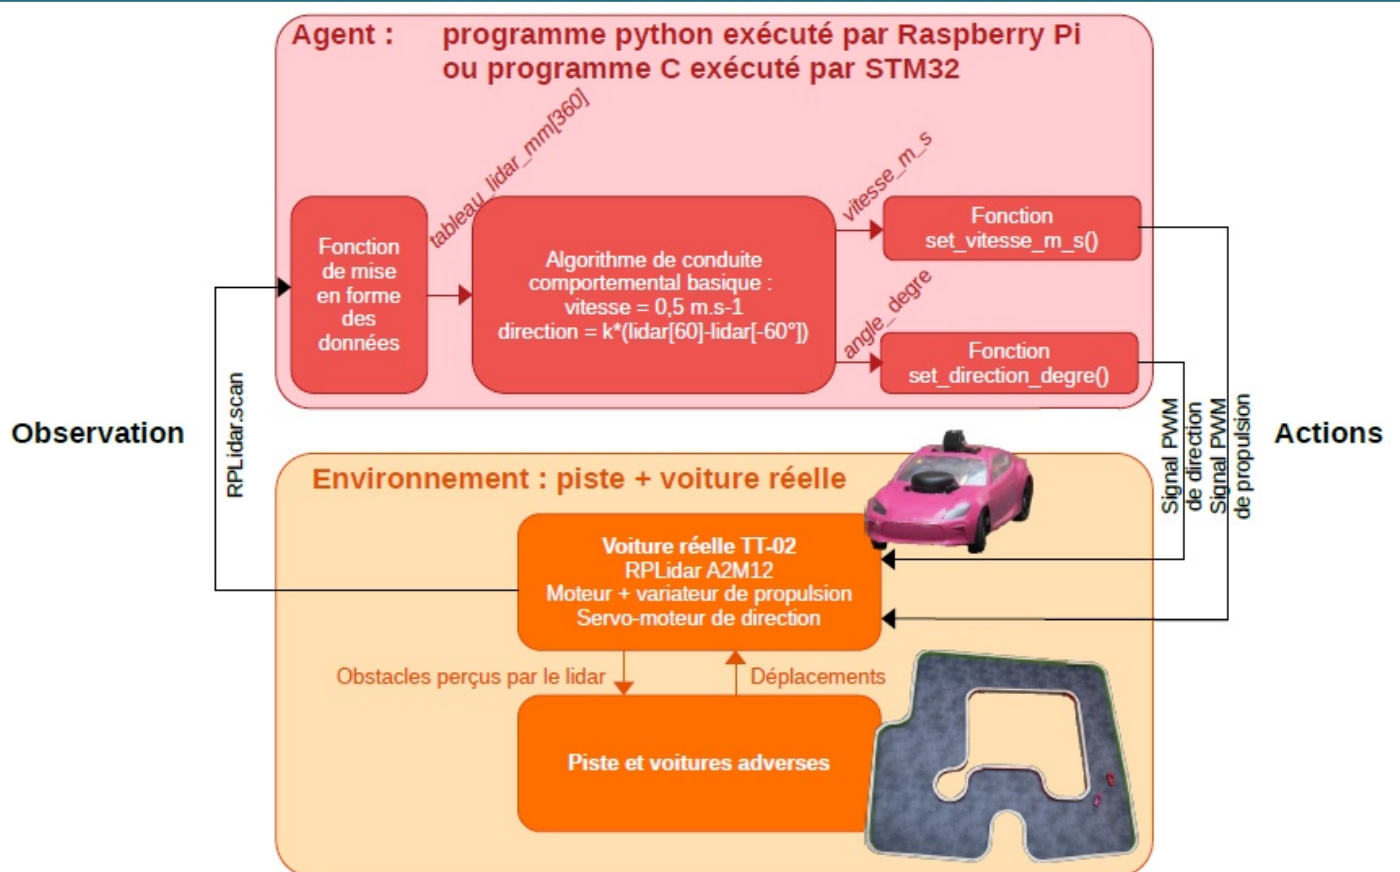 Agent : programme python exécuté par Raspberry Pi
ou programme C exécuté par STM32
tableau_lidar_mm[360]
vitesse_m_s
angle_degre
Fonction
de mise
en forme
des
données
Algorithme de conduite
comportemental basique :
vitesse = 0,5 m.s-1
direction = k*(lidar[60]-lidar[-60°])
Fonction
set_vitesse_m_s()
Fonction
set_direction_degre()
Observation
RPLidar.scan
Signal PWM
de direction
Signal PWM
de propulsion
Actions
Environnement : piste + voiture réelle
Voiture réelle TT-02
RPLidar A2M12
Moteur + variateur de propulsion
Servo-moteur de direction
Obstacles perçus par le lidar
Déplacements
Piste et voitures adverses